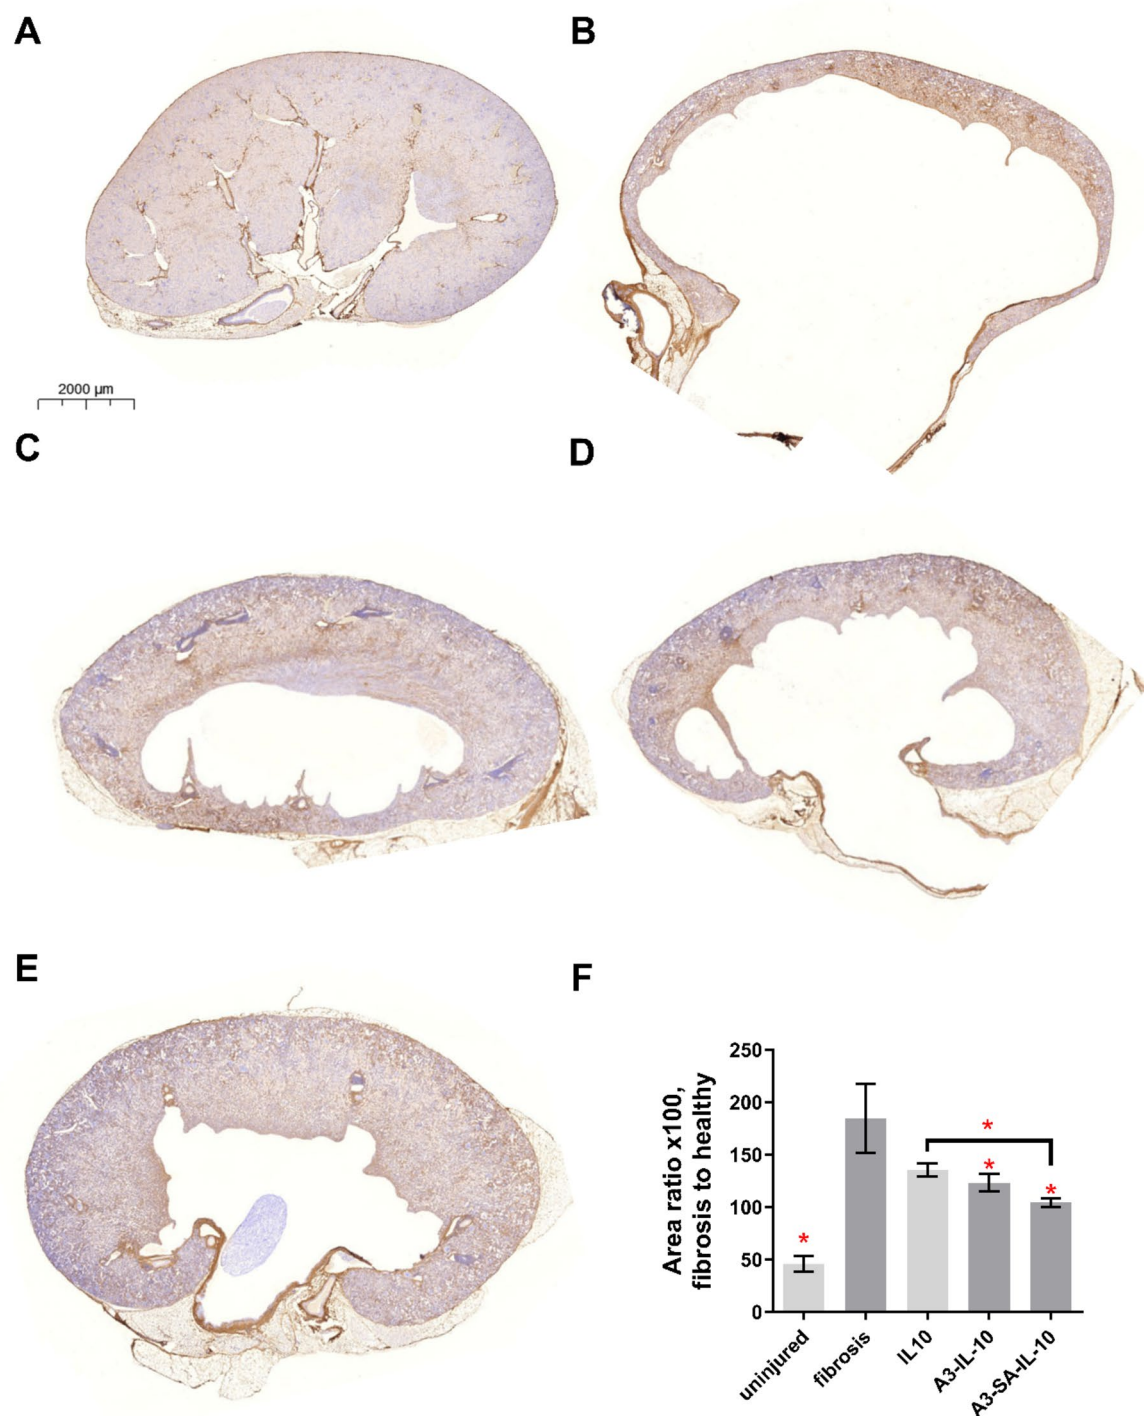 A
B
2000 µm
C
D
E
F
Area ratio x100,
fibrosis to healthy
250
200
150
100
50
0
*
*
*
*
uninjured
fibrosis
IL10
A3-IL-10
A3-SA-IL-10